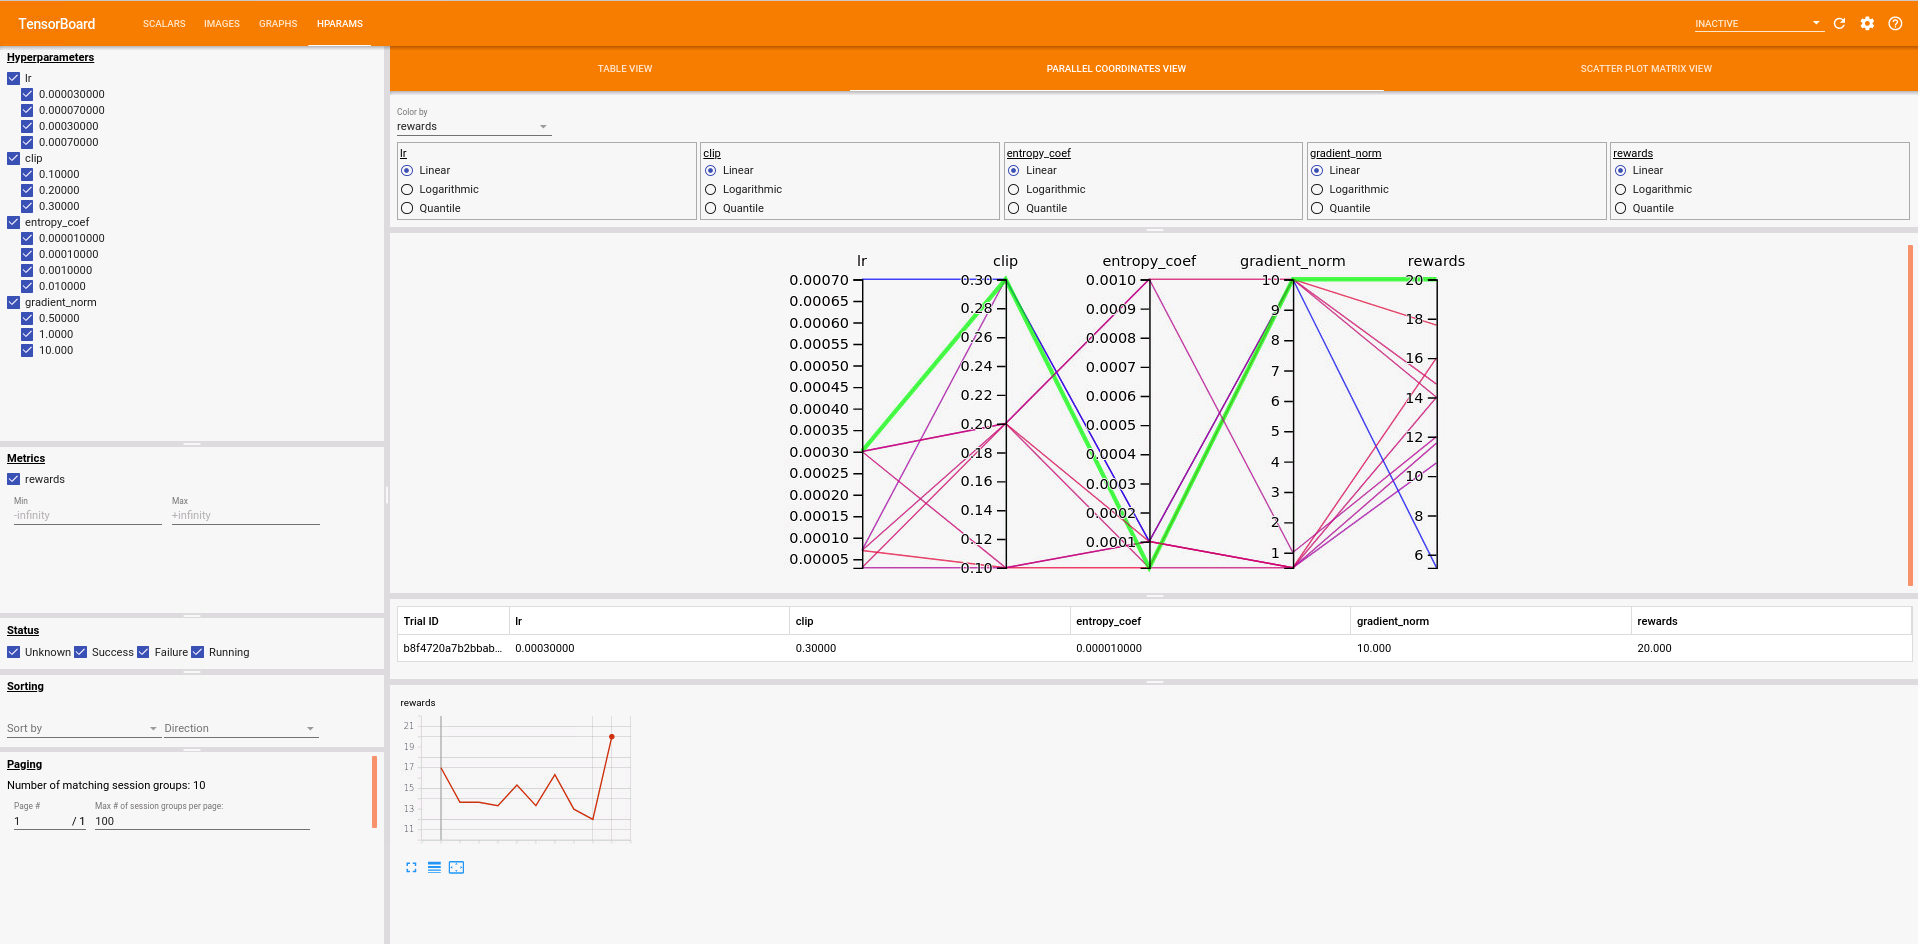 TensorBoard SCALARS IMAGES GRAPHS HPARAMS INACTIVE
Hyperparameters
lr
0.000030000
0.000070000
0.00030000
0.00070000
clip
0.10000
0.20000
0.30000
entropy_coef
0.000010000
0.00010000
0.0010000
0.010000
gradient_norm
0.50000
1.0000
10.000
Metrics
rewards
Min Max
-infinity +infinity
Status
Unknown Success Failure Running
Sorting
Sort by Direction
Paging
Number of matching session groups: 10
Page # Max # of session groups per page:
1 / 1 100
TABLE VIEW PARALLEL COORDINATES VIEW SCATTER PLOT MATRIX VIEW
Color by
rewards
lr
Linear
Logarithmic
Quantile
clip
Linear
Logarithmic
Quantile
entropy_coef
Linear
Logarithmic
Quantile
gradient_norm
Linear
Logarithmic
Quantile
rewards
Linear
Logarithmic
Quantile
lr
0.00070
0.00065
0.00060
0.00055
0.00050
0.00045
0.00040
0.00035
0.00030
0.00025
0.00020
0.00015
0.00010
0.00005
clip
0.30
0.28
0.26
0.24
0.22
0.20
0.18
0.16
0.14
0.12
0.10
entropy_coef
0.0010
0.0009
0.0008
0.0007
0.0006
0.0005
0.0004
0.0003
0.0002
0.0001
gradient_norm
10
9
8
7
6
5
4
3
2
1
rewards
20
18
16
14
12
10
8
6
Trial ID lr clip entropy_coef gradient_norm rewards
b8f4720a7b2bbab... 0.00030000 0.30000 0.000010000 10.000 20.000
rewards
21
19
17
15
13
11